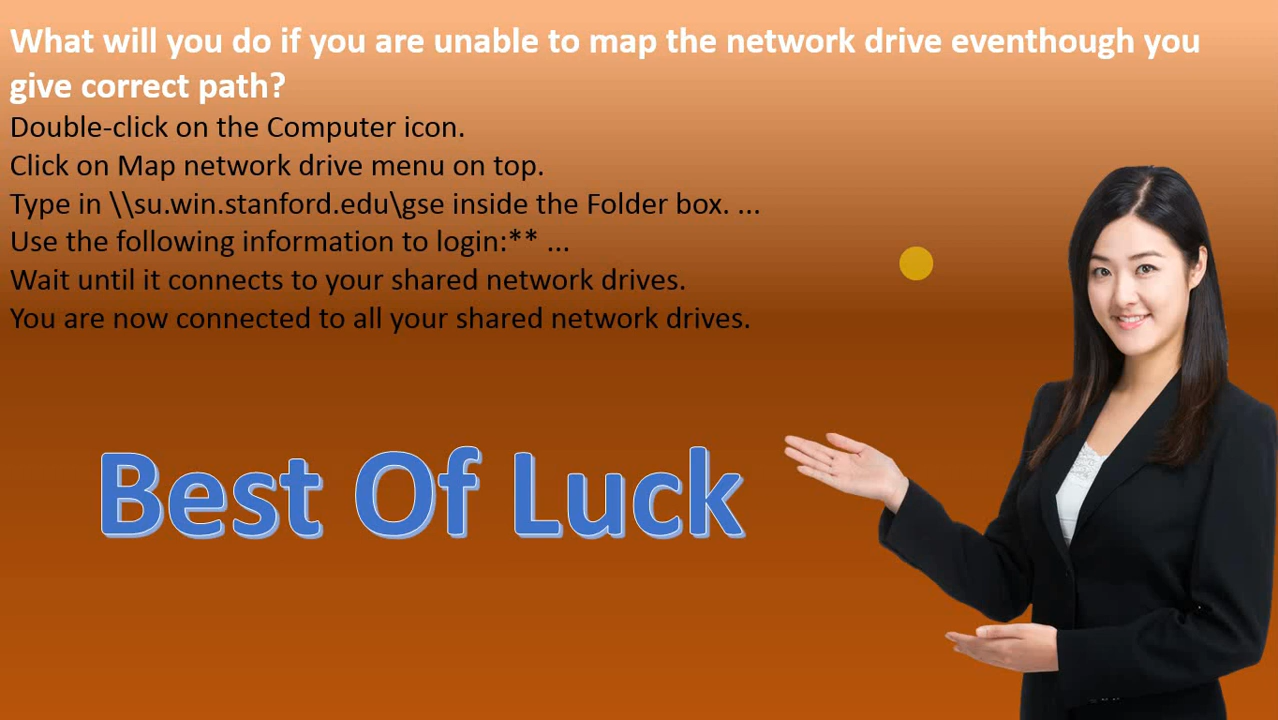 What will you do if you are unable to map the network drive eventhough you
give correct path?
Double-click on the Computer icon.
Click on Map network drive menu on top.
Type in \\su.win.stanford.edu\gse inside the Folder box. ...
Use the following information to login:** ...
Wait until it connects to your shared network drives.
You are now connected to all your shared network drives.
Best Of Luck